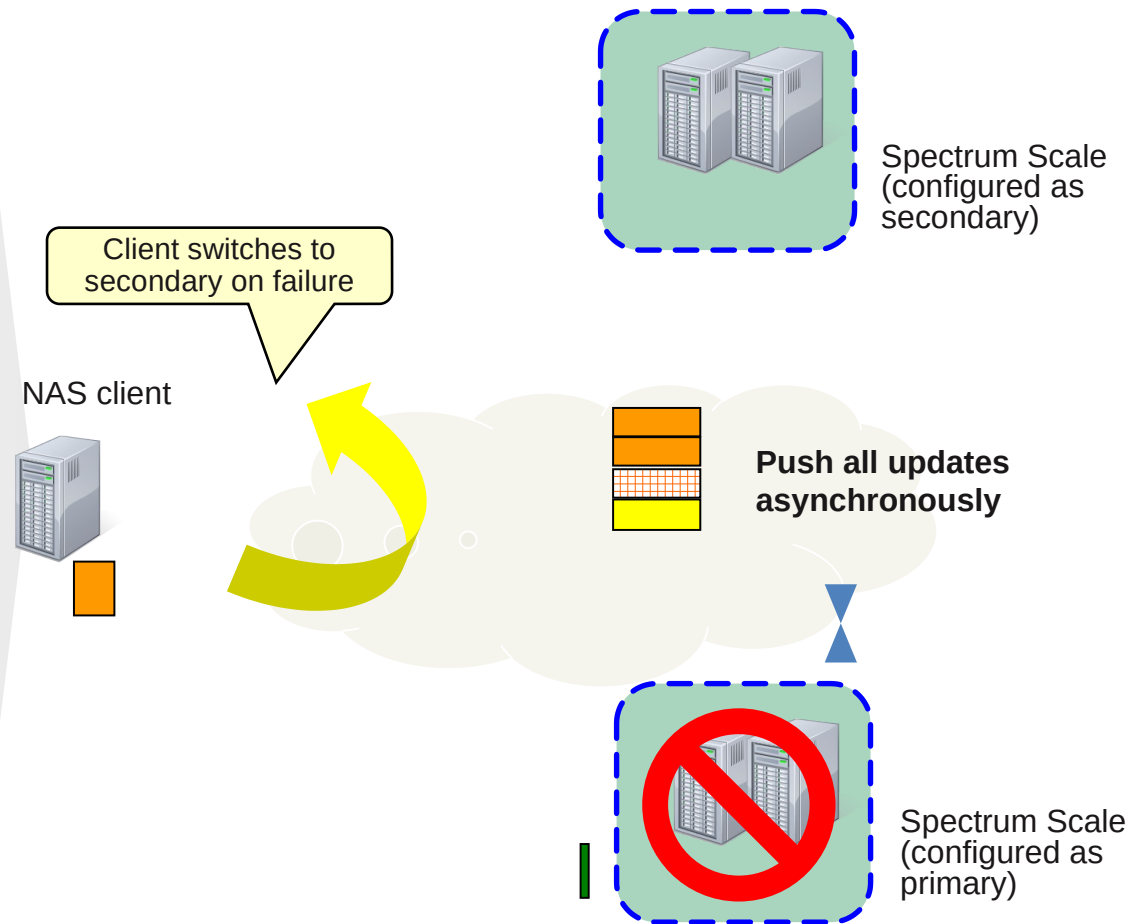 Spectrum Scale
(configured as
secondary)
Client switches to
secondary on failure
NAS client
Push all updates
asynchronously
Spectrum Scale
(configured as
primary)